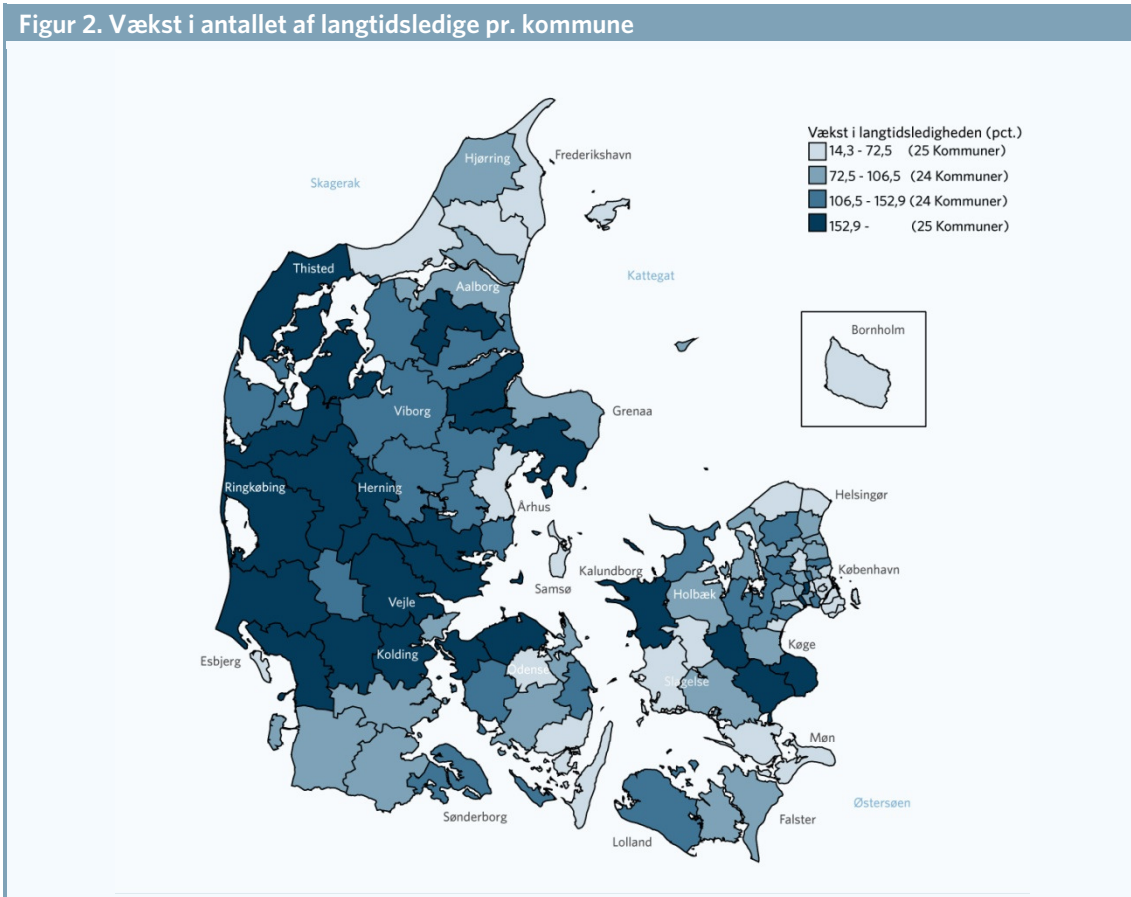 Figur 2. Vækst i antallet af langtidsledige pr. kommune
Vækst i langtidsledigheden (pct.)
14,3 - 72,5 (25 Kommuner)
72,5 - 106,5 (24 Kommuner)
106,5 - 152,9 (24 Kommuner)
152,9 - (25 Kommuner)
Hjørring
Frederikshavn
Skagerak
Thisted
Kattegat
Aalborg
Bornholm
Viborg
Grenaa
Ringkøbing
Herning
Århus
Helsingør
Samsø
Kalundborg
København
Vejle
Holbæk
Køge
Esbjerg
Kolding
Odense
Slagelse
Møn
Østersøen
Sønderborg
Falster
Lolland